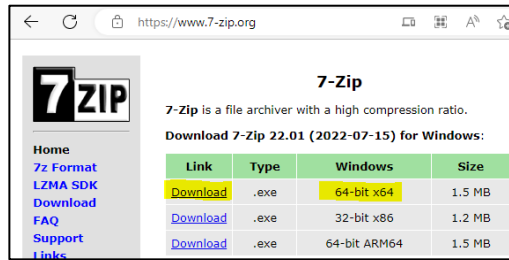 https://www.7-zip.org
7ZIP
Home
7z Format
LZMA SDK
Download
FAQ
Support
Links
7-Zip
7-Zip is a file archiver with a high compression ratio.
Download 7-Zip 22.01 (2022-07-15) for Windows:
Link Type Windows Size
Download .exe 64-bit x64 1.5 MB
Download .exe 32-bit x86 1.2 MB
Download .exe 64-bit ARM64 1.5 MB